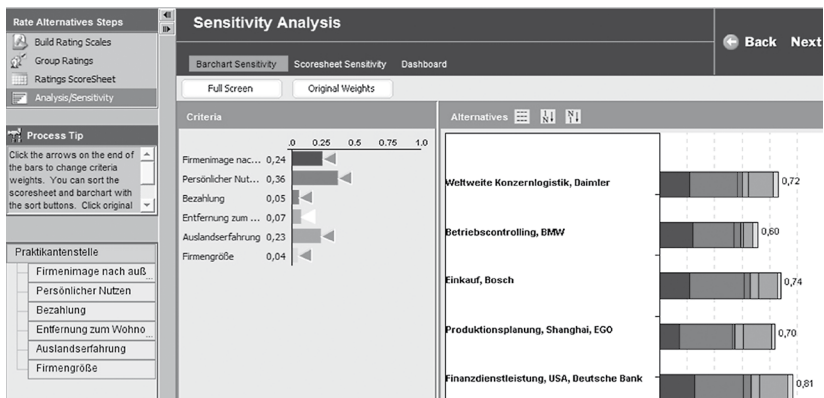 Rate Alternatives Steps
Build Rating Scales
Group Ratings
Ratings ScoreSheet
Analysis/Sensitivity
Process Tip
Click the arrows on the end of
the bars to change criteria
weights. You can sort the
scoresheet and barchart with
the sort buttons. Click original
Praktikantenstelle
Firmenimage nach auß...
Persönlicher Nutzen
Bezahlung
Entfernung zum Wohno...
Auslandserfahrung
Firmengröße
Sensitivity Analysis
Back Next
Barchart Sensitivity Scoresheet Sensitivity Dashboard
Full Screen Original Weights
Criteria
.0 0.25 0.5 0.75 1.0
Firmenimage nac... 0,24
Persönlicher Nut... 0,36
Bezahlung 0,05
Entfernung zum ... 0,07
Auslandserfahrung 0,23
Firmengröße 0,04
Alternatives
Weltweite Konzernlogistik, Daimler 0,72
Betriebscontrolling, BMW 0,60
Einkauf, Bosch 0,74
Produktionsplanung, Shanghai, EGO 0,70
Finanzdienstleistung, USA, Deutsche Bank 0,81